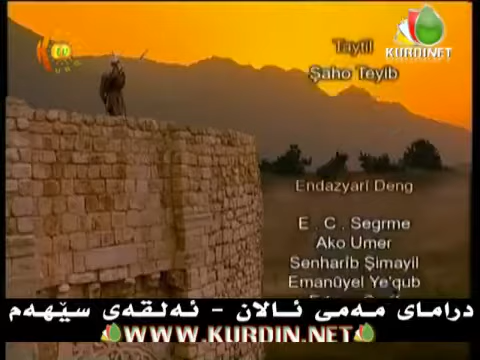 KURDINET
Taytil
Şaho Teyib
Endazyarî Deng
E . C . Segrme
Ako Umer
Senharîb Şimayil
Emanûyel Ye'qub
درامای مەمی ئالان - ئەلقەی سێهەم
WWW.KURDIN.NET